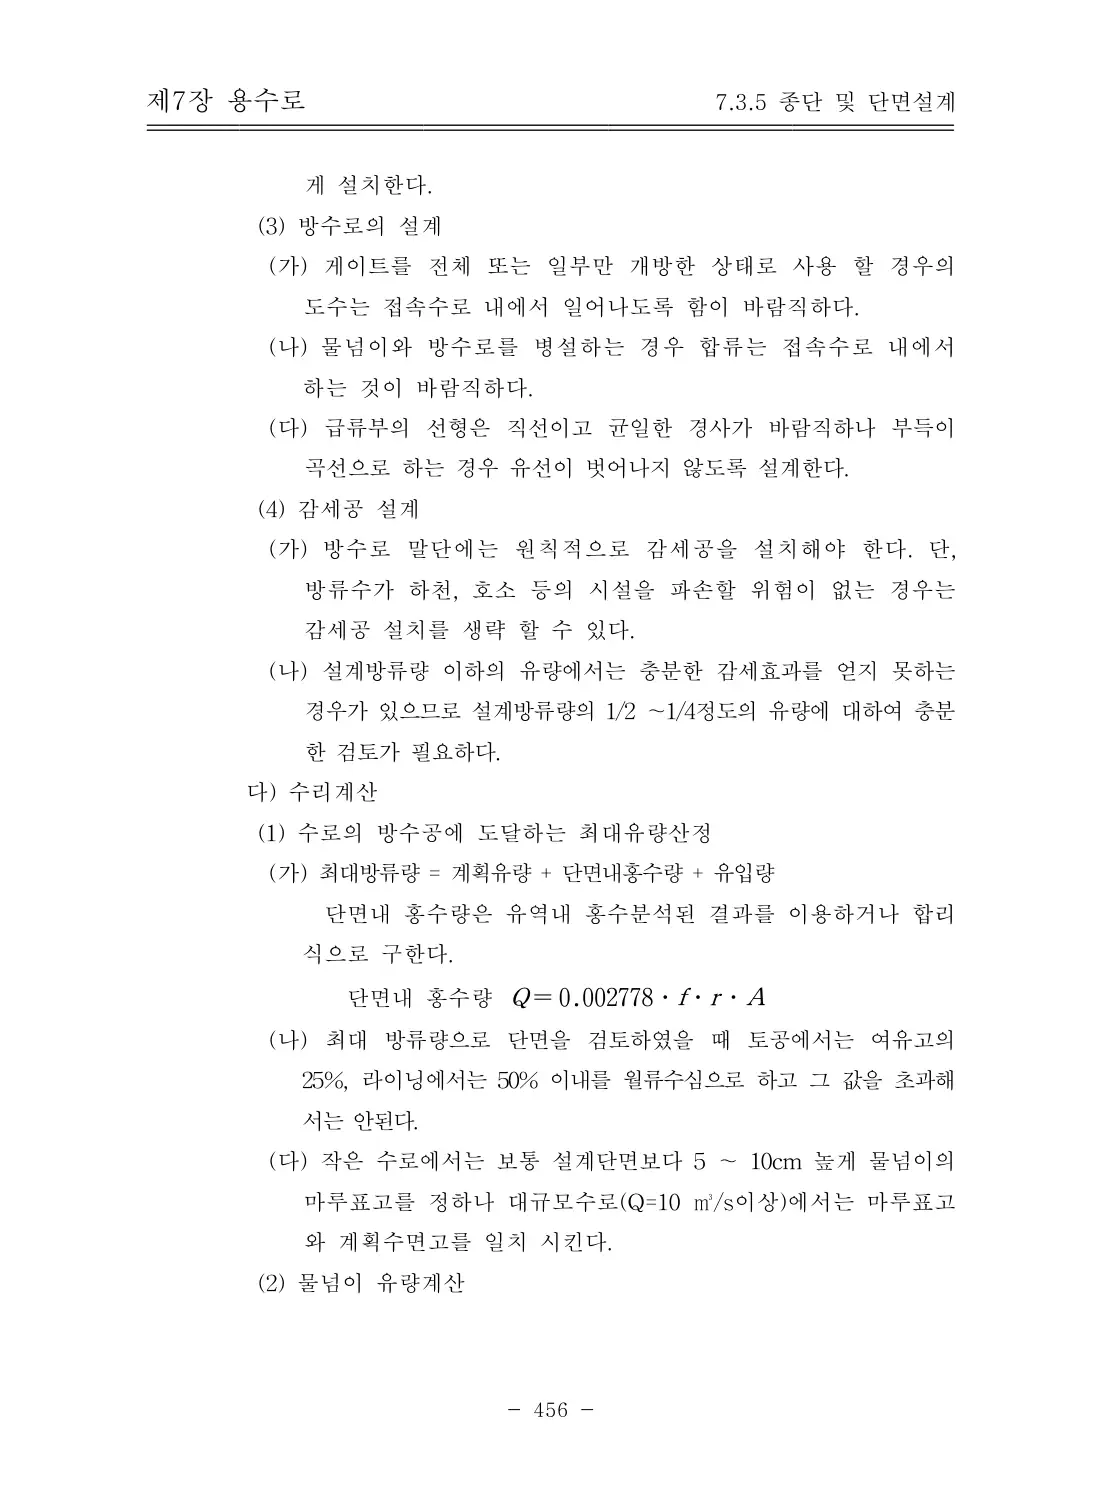 제7장 용수로
7.3.5 종단 및 단면설계
게 설치한다.
(3) 방수로의 설계
(가) 게이트를 전체 또는 일부만 개방한 상태로 사용 할 경우의
도수는 접속수로 내에서 일어나도록 함이 바람직하다.
(나) 물넘이와 방수로를 병설하는 경우 합류는 접속수로 내에서
하는 것이 바람직하다.
(다) 급류부의 선형은 직선이고 균일한 경사가 바람직하나 부득이
곡선으로 하는 경우 유선이 벗어나지 않도록 설계한다.
(4) 감세공 설계
(가) 방수로 말단에는 원칙적으로 감세공을 설치해야 한다. 단,
방류수가 하천, 호소 등의 시설을 파손할 위험이 없는 경우는
감세공 설치를 생략 할 수 있다.
(나) 설계방류량 이하의 유량에서는 충분한 감세효과를 얻지 못하는
경우가 있으므로 설계방류량의 1/2 ~1/4정도의 유량에 대하여 충분
한 검토가 필요하다.
다) 수리계산
(1) 수로의 방수공에 도달하는 최대유량산정
(가) 최대방류량 = 계획유량 + 단면내홍수량 + 유입량
단면내 홍수량은 유역내 홍수분석된 결과를 이용하거나 합리
식으로 구한다.
단면내 홍수량 Q=0.002778·f·r·A
(나) 최대 방류량으로 단면을 검토하였을 때 토공에서는 여유고의
25%, 라이닝에서는 50% 이내를 월류수심으로 하고 그 값을 초과해
서는 안된다.
(다) 작은 수로에서는 보통 설계단면보다 5 ~ 10cm 높게 물넘이의
마루표고를 정하나 대규모수로(Q=10 ㎥/s이상)에서는 마루표고
와 계획수면고를 일치 시킨다.
(2) 물넘이 유량계산
- 456 -